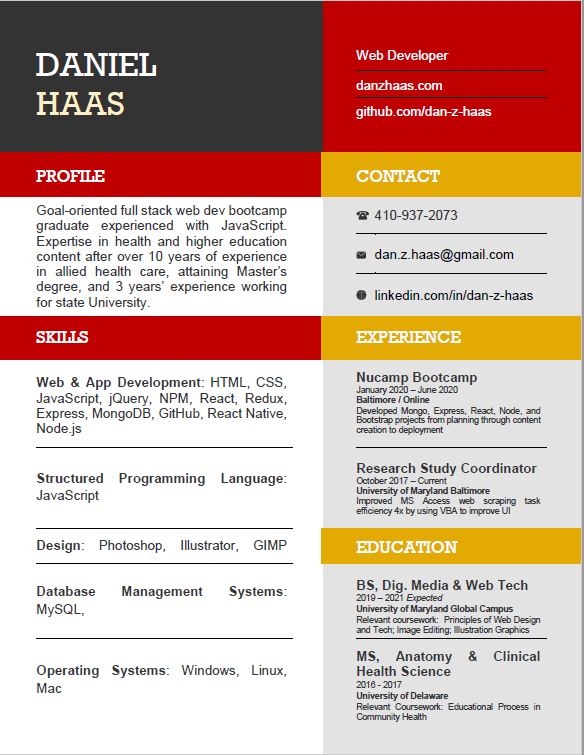 DANIEL
HAAS
Web Developer
danzhaas.com
github.com/dan-z-haas
PROFILE
Goal-oriented full stack web dev bootcamp
graduate experienced with JavaScript.
Expertise in health and higher education
content after over 10 years of experience
in allied health care, attaining Master's
degree, and 3 years' experience working
for state University.
CONTACT
410-937-2073
dan.z.haas@gmail.com
linkedin.com/in/dan-z-haas
SKILLS
Web & App Development: HTML, CSS,
JavaScript, jQuery, NPM, React, Redux,
Express, MongoDB, GitHub, React Native,
Node.js
Structured Programming Language:
JavaScript
Design: Photoshop, Illustrator, GIMP
Database Management Systems:
MySQL,
Operating Systems: Windows, Linux,
Mac
EXPERIENCE
Nucamp Bootcamp
January 2020 – June 2020
Baltimore / Online
Developed Mongo, Express, React, Node, and
Bootstrap projects from planning through content
creation to deployment
Research Study Coordinator
October 2017 – Current
University of Maryland Baltimore
Improved MS Access web scraping task
efficiency 4x by using VBA to improve UI
EDUCATION
BS, Dig. Media & Web Tech
2019 – 2021 Expected
University of Maryland Global Campus
Relevant coursework: Principles of Web Design
and Tech; Image Editing; Illustration Graphics
MS, Anatomy & Clinical
Health Science
2016 - 2017
University of Delaware
Relevant Coursework: Educational Process in
Community Health